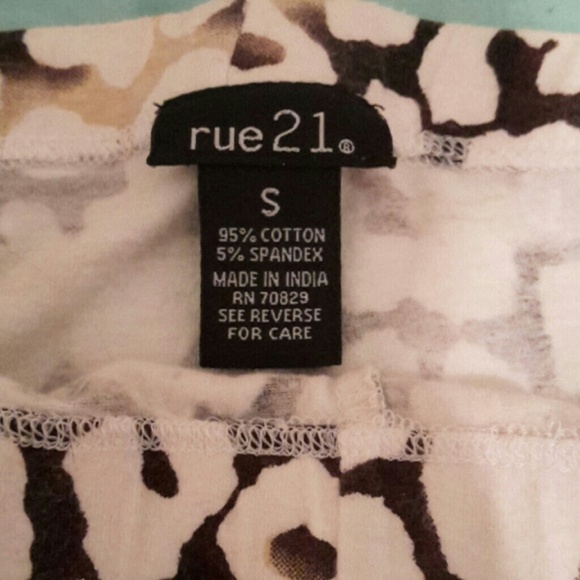 rue21®
S
95% COTTON
5% SPANDEX
MADE IN INDIA
RN 70829
SEE REVERSE
FOR CARE